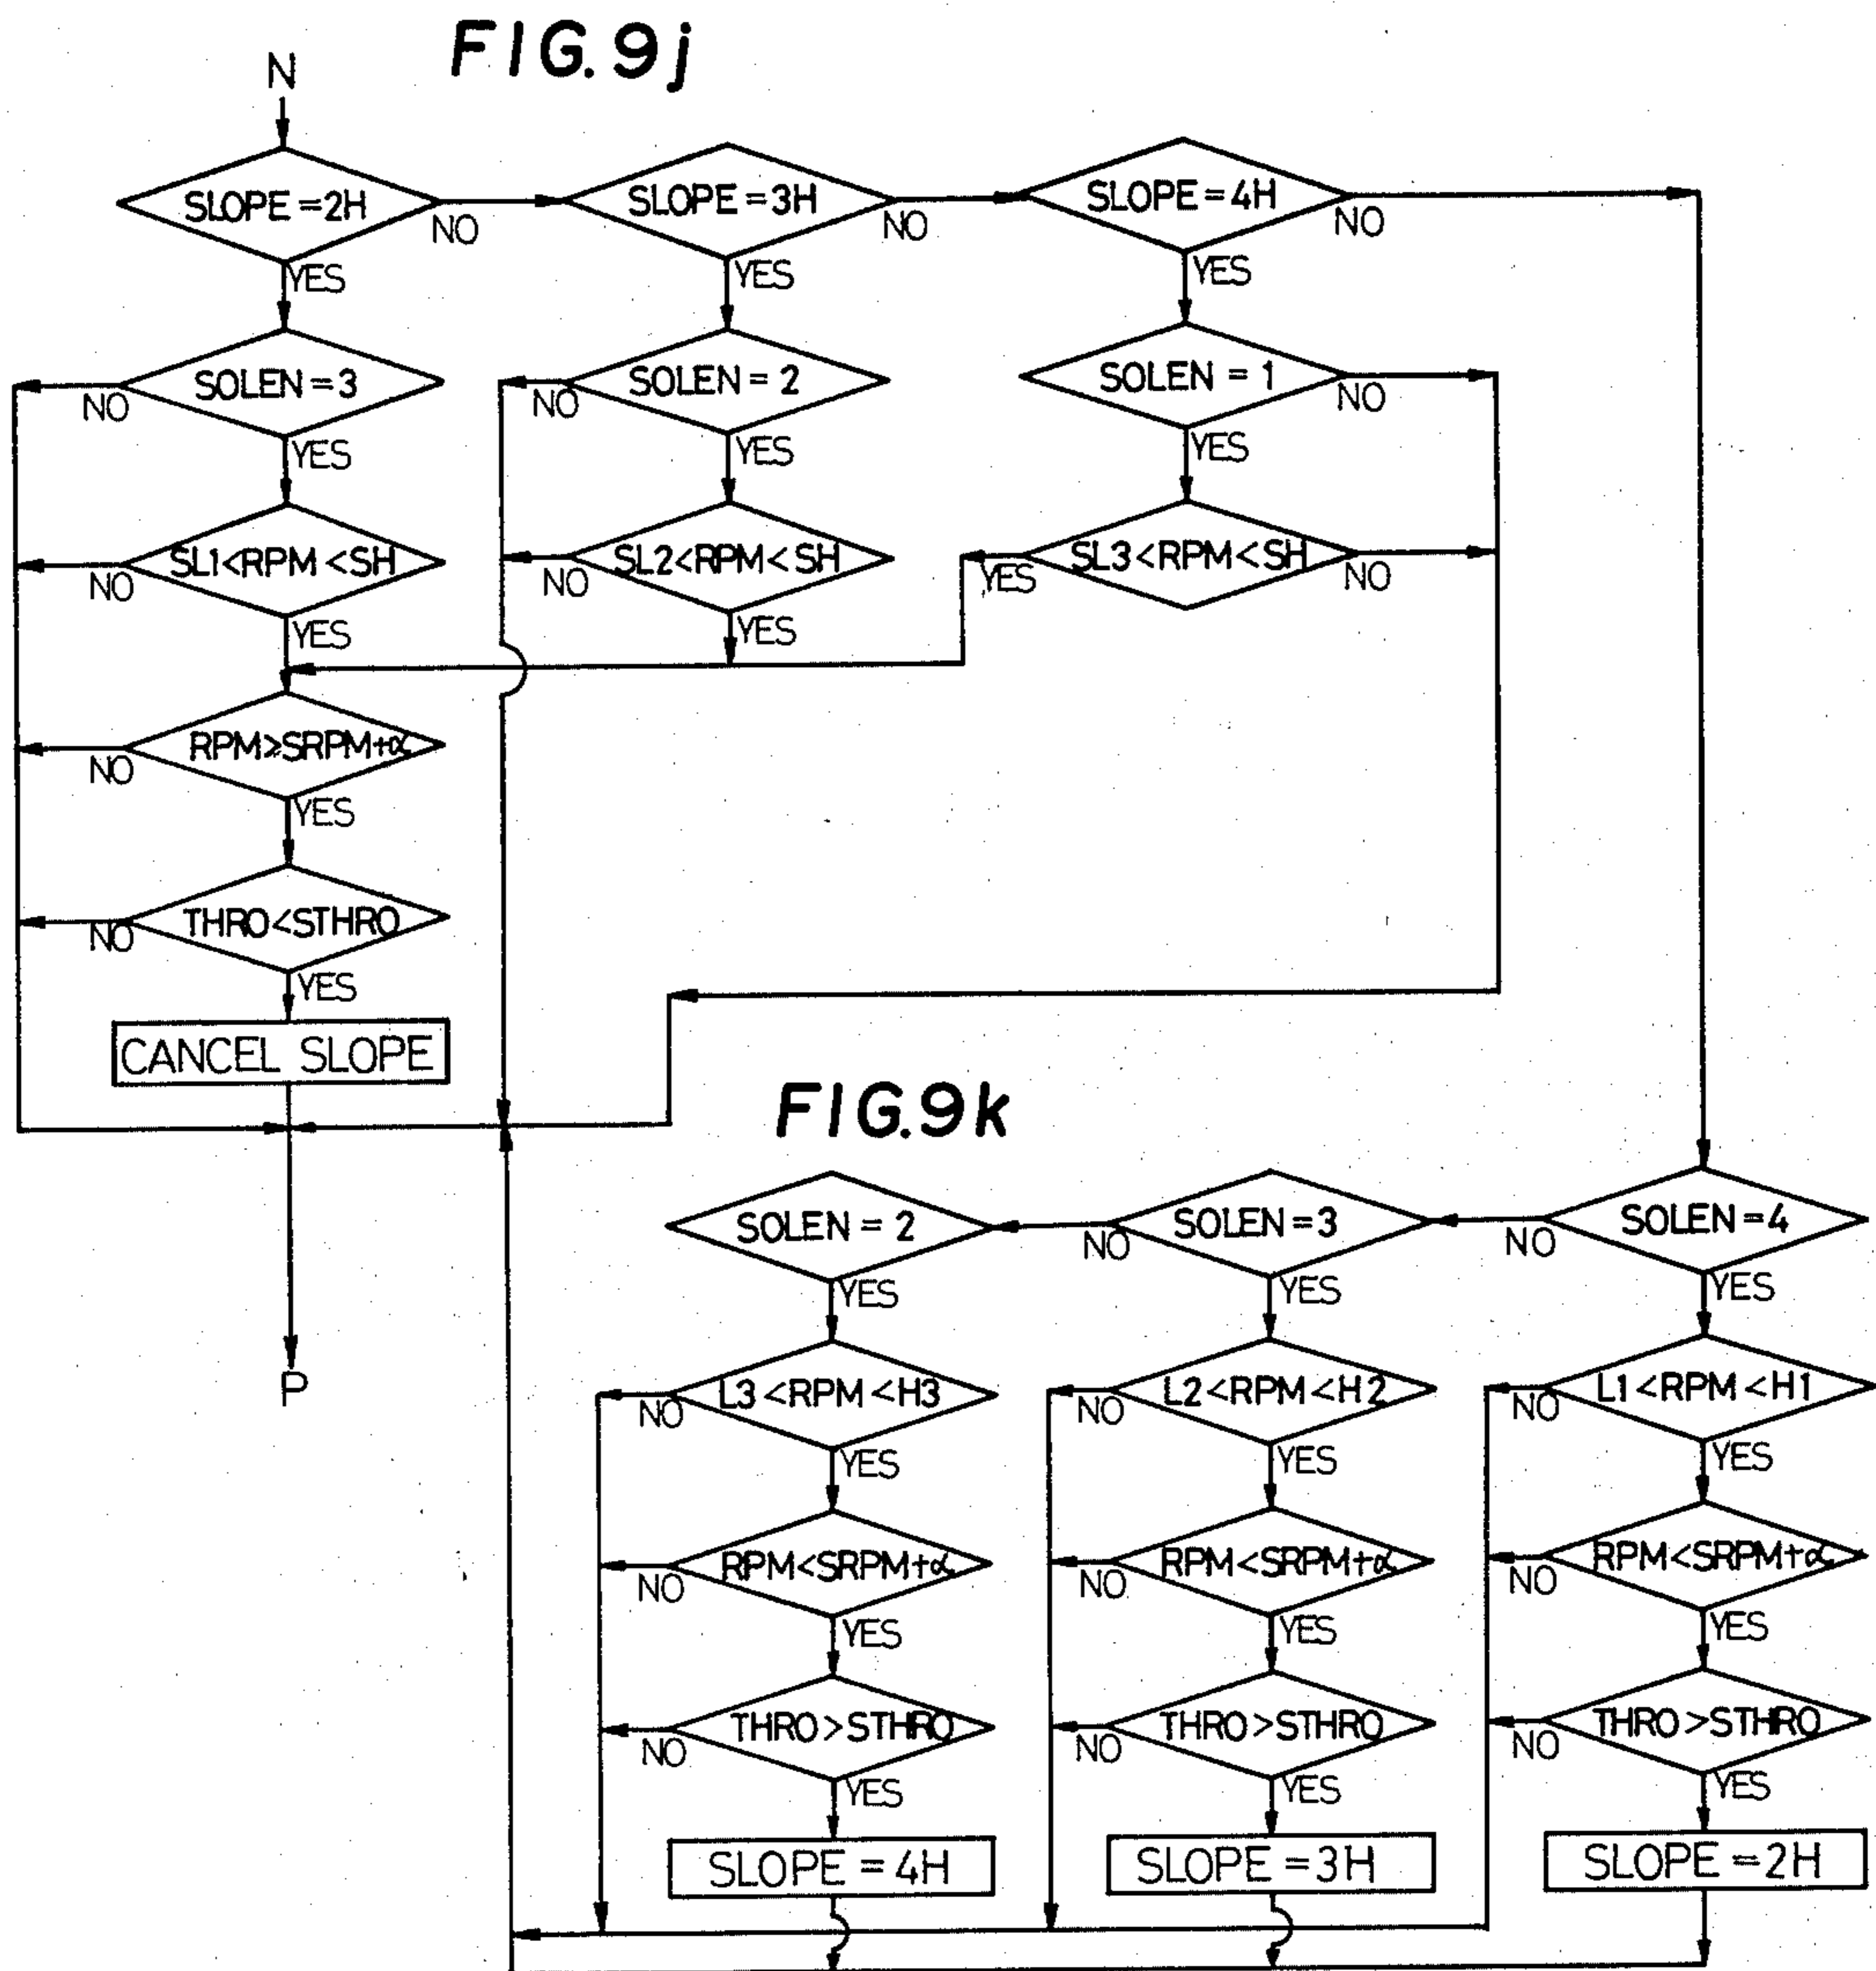 FIG.9j
N
SLOPE=2H
NO
SLOPE=3H
NO
SLOPE=4H
NO
YES
YES
YES
SOLEN=3
NO
SOLEN=2
NO
SOLEN = 1
NO
YES
YES
YES
SL1<RPM<SH
NO
SL2<RPM<SH
NO
SL3<RPM<SH
YES
NO
YES
YES
RPM≥SRPM+α
NO
YES
THRO<STHRO
NO
YES
CANCEL SLOPE
FIG.9k
SOLEN = 2
SOLEN=3
NO
SOLEN=4
NO
YES
YES
YES
P
L3<RPM<H3
NO
L2<RPM<H2
NO
L1<RPM<H1
NO
YES
YES
YES
RPM<SRPM+α
NO
RPM<SRPM+α
NO
RPM<SRPM+α
NO
YES
YES
YES
THRO>STHRO
NO
THRO>STHRO
NO
THRO>STHRO
NO
YES
YES
YES
SLOPE=4H
SLOPE=3H
SLOPE=2H